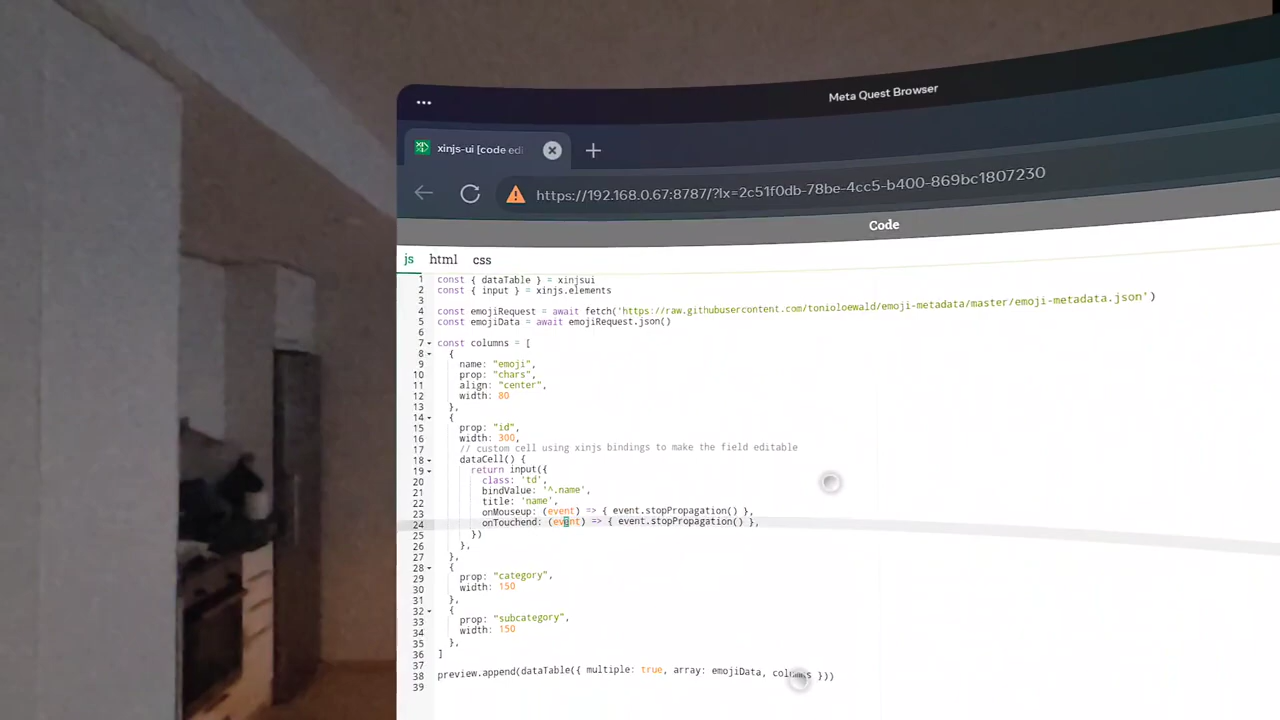 Meta Quest Browser
xinjs-ui [code edi
https://192.168.0.67:8787/?lx=2c51f0db-78be-4cc5-b400-869bc1807230
Code
js html css
1 const { dataTable } = xinjsui
2 const { input } = xinjs.elements
3
4 const emojiRequest = await fetch('https://raw.githubusercontent.com/tonioloewald/emoji-metadata/master/emoji-metadata.json')
5 const emojiData = await emojiRequest.json()
6
7 const columns = [
8 {
9 name: "emoji",
10 prop: "chars",
11 align: "center",
12 width: 80
13 },
14 {
15 prop: "id",
16 width: 300,
17 // custom cell using xinjs bindings to make the field editable
18 dataCell() {
19 return input({
20 class: 'td',
21 bindValue: '^.name',
22 title: 'name',
23 onMouseup: (event) => { event.stopPropagation() },
24 onTouchend: (event) => { event.stopPropagation() },
25 })
26 },
27 },
28 {
29 prop: "category",
30 width: 150
31 },
32 {
33 prop: "subcategory",
34 width: 150
35 },
36 ]
37
38 preview.append(dataTable({ multiple: true, array: emojiData, columns }))
39